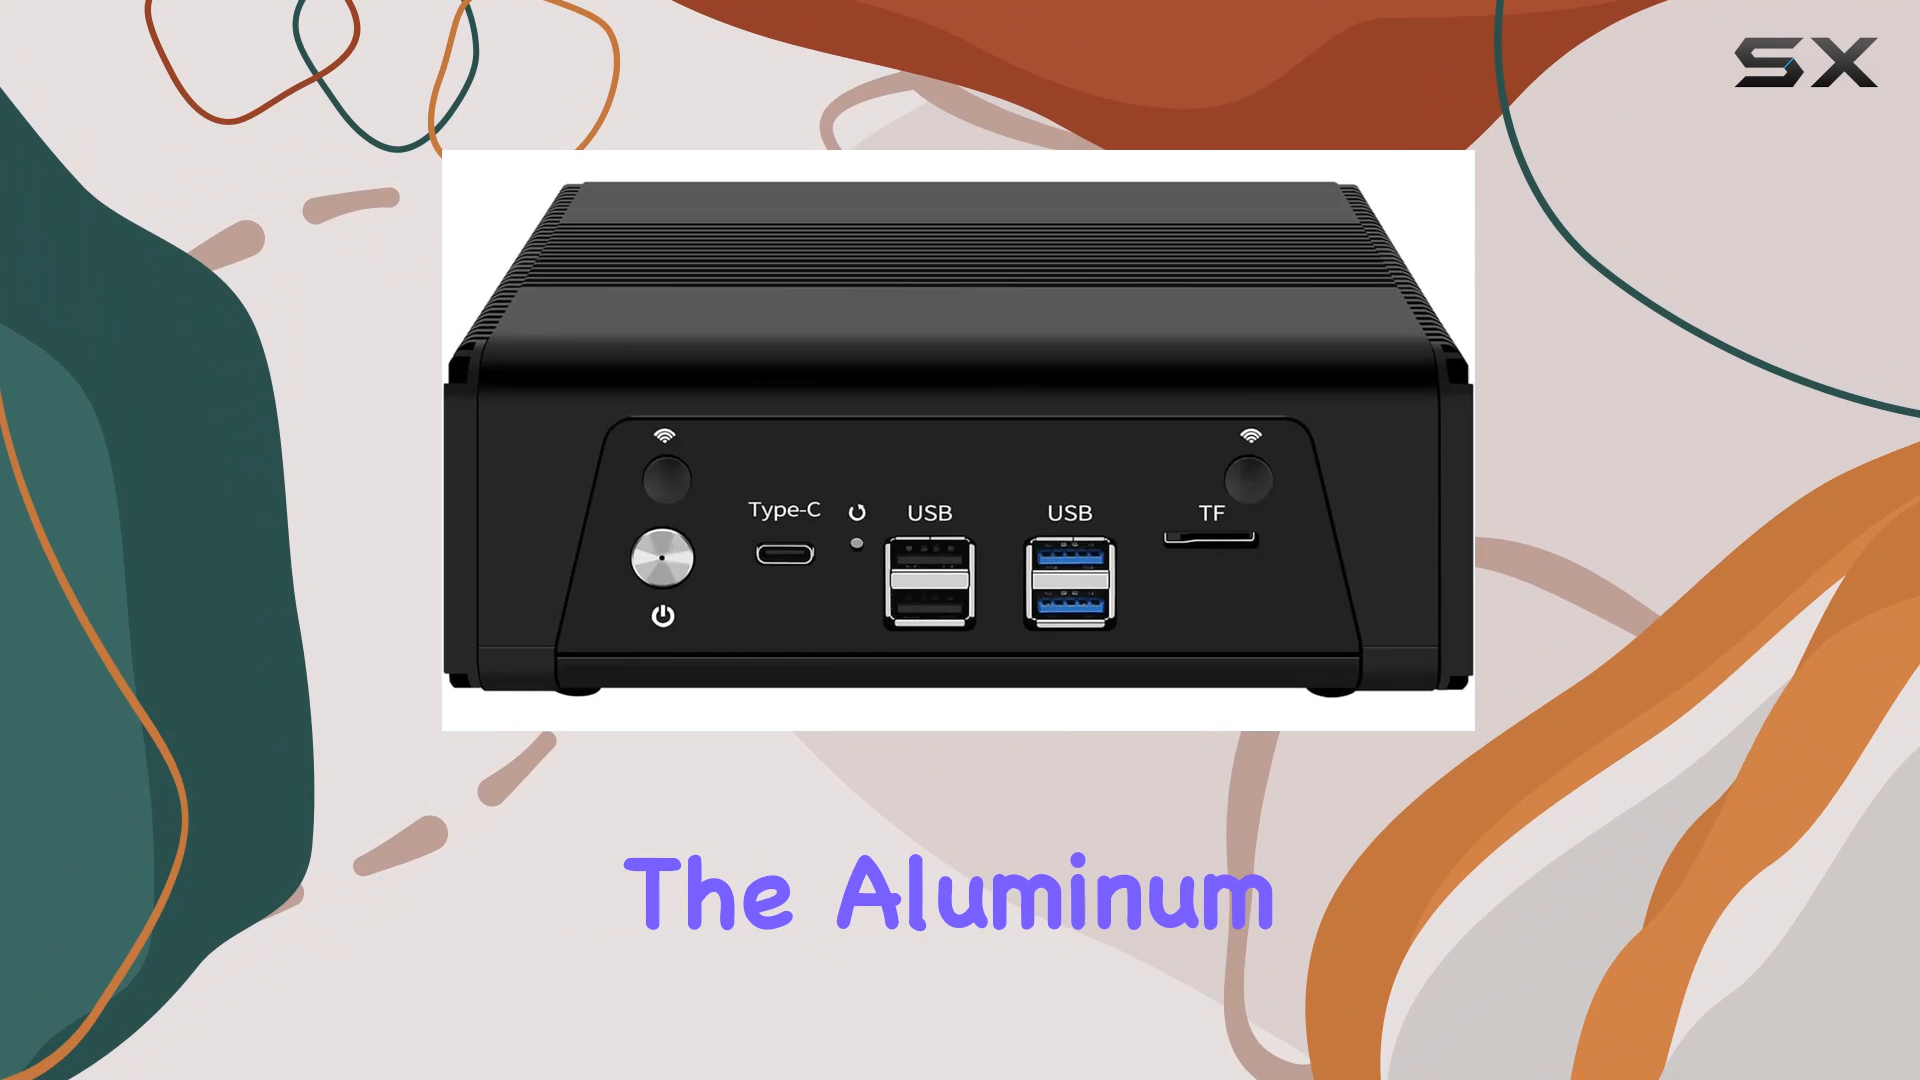 SX
Type-C
USB
USB
TF
The Aluminum